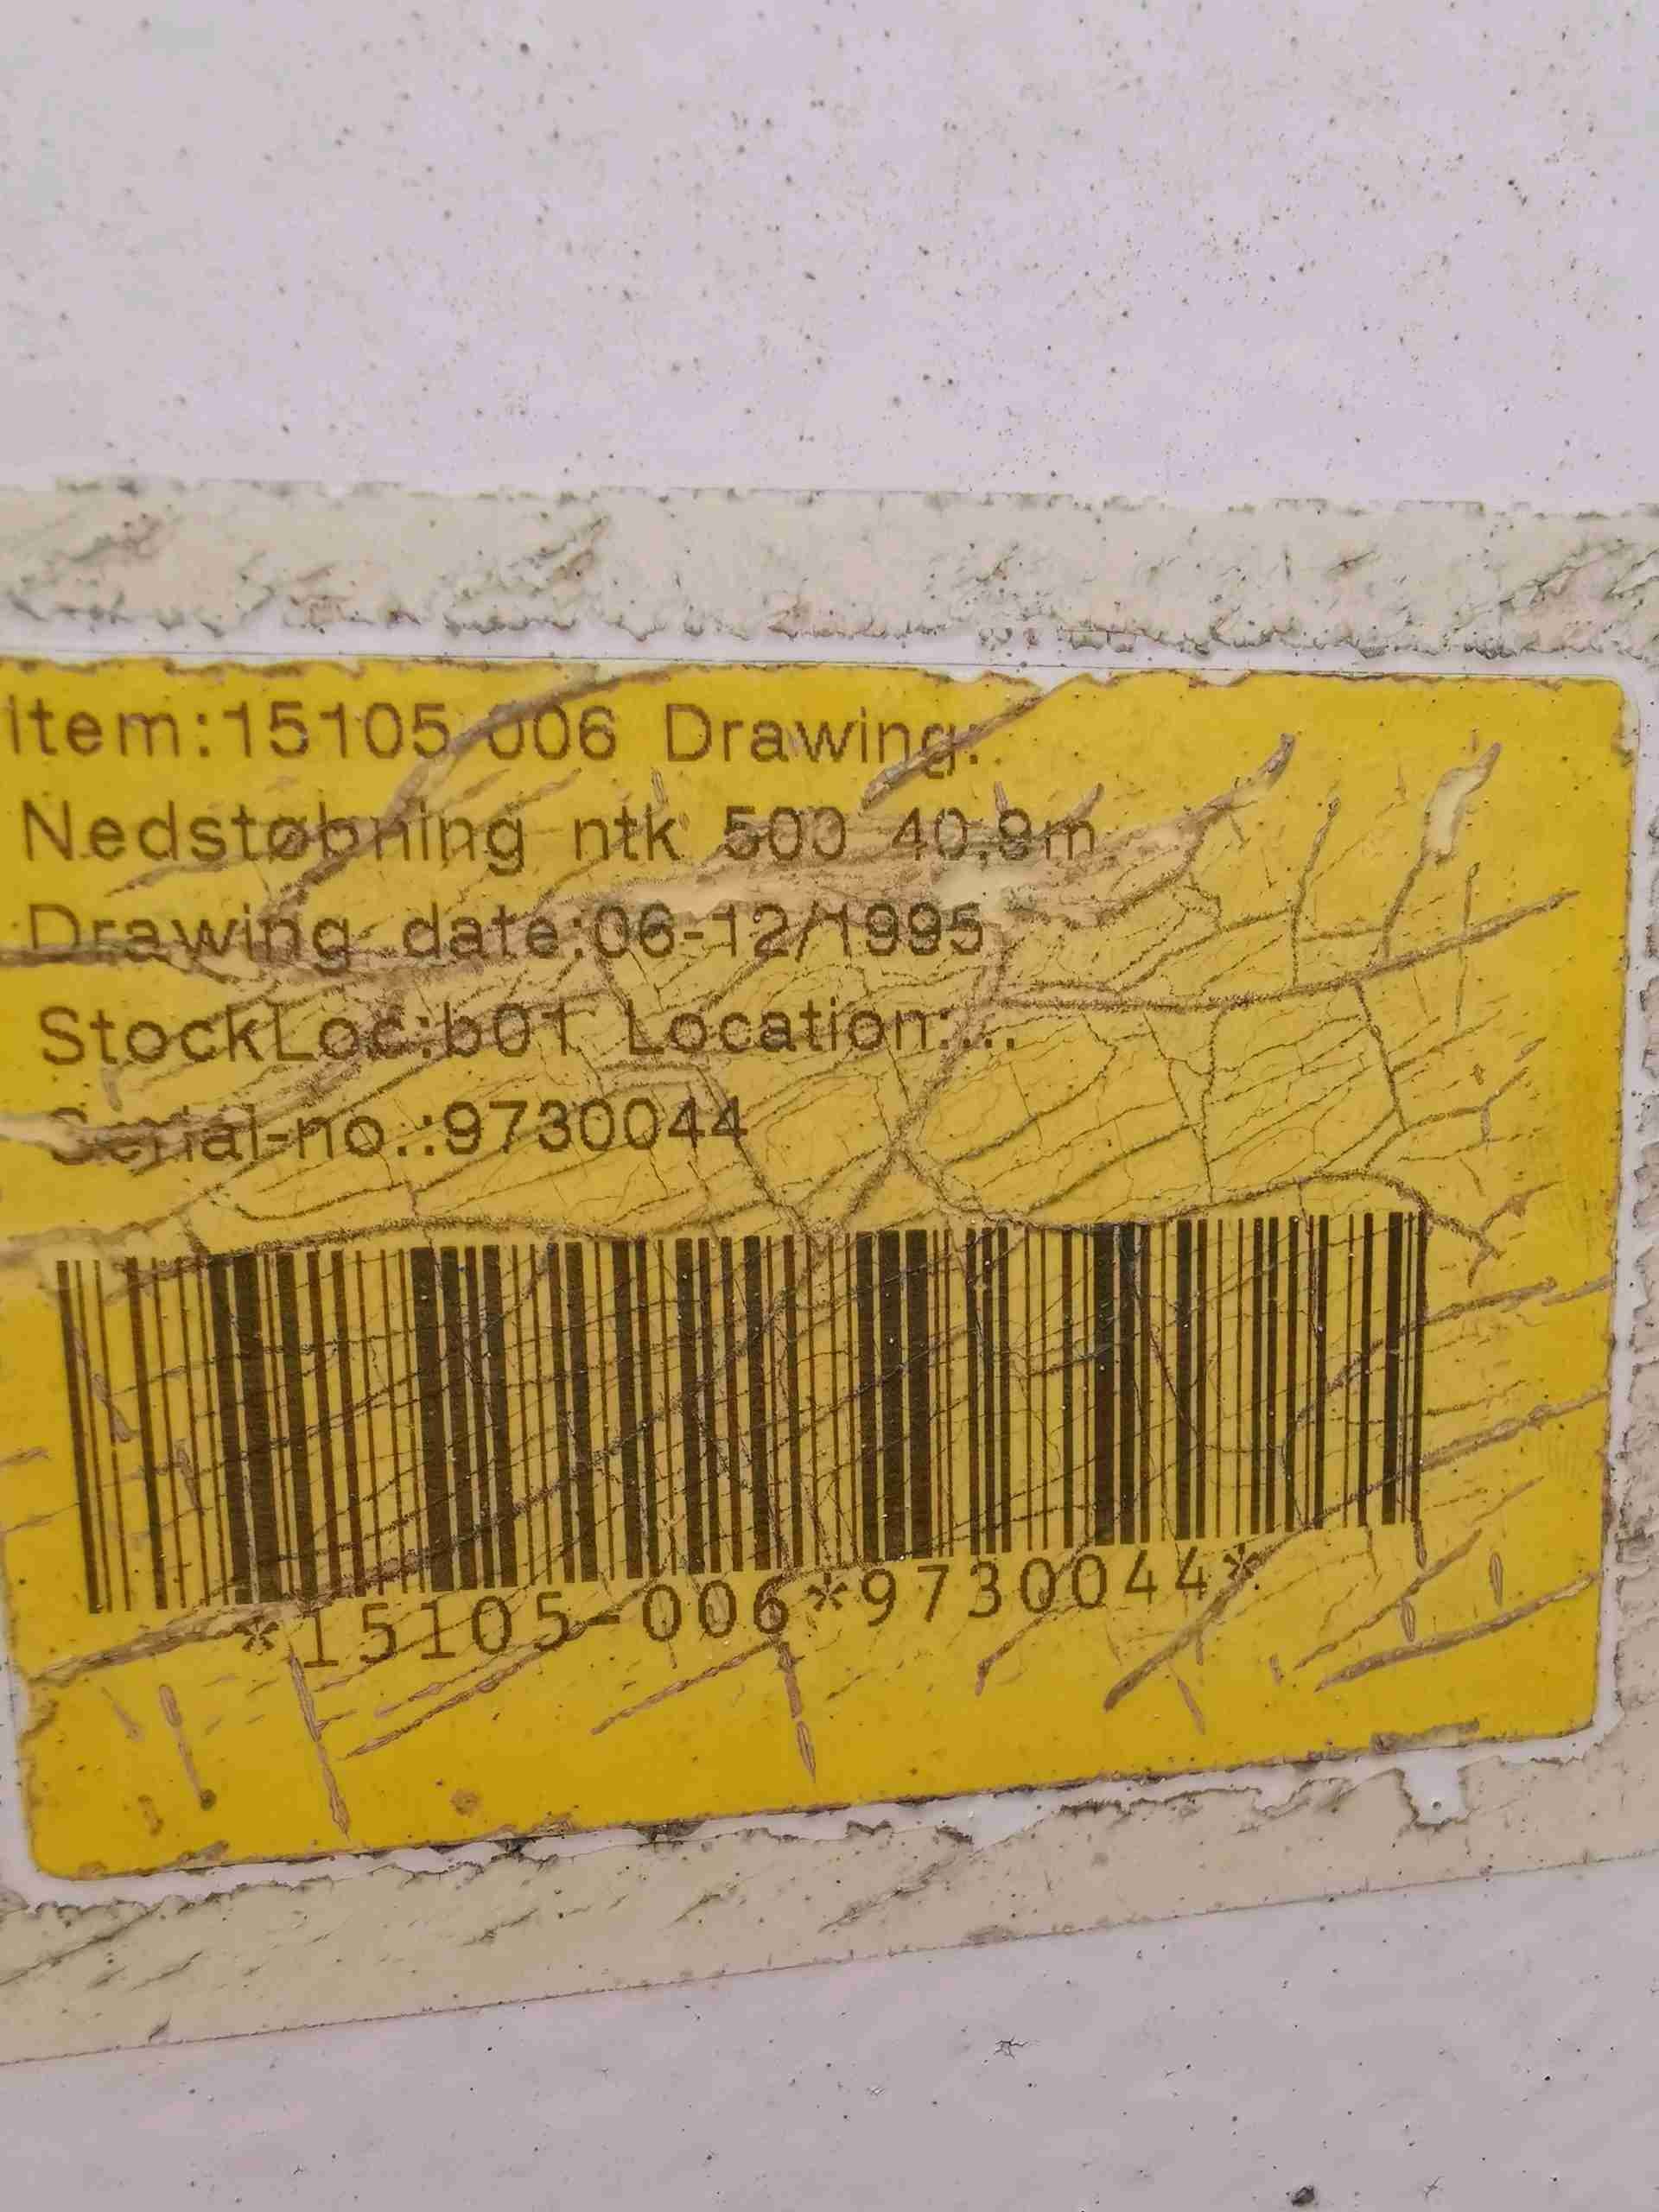 item:15105-006 Drawing:.
Nedstøbning ntk 500 40.8m
Drawing date:06-12/1995
StockLoc:b01 Location:...
Serial-no.:9730044
*15105-006*9730044*